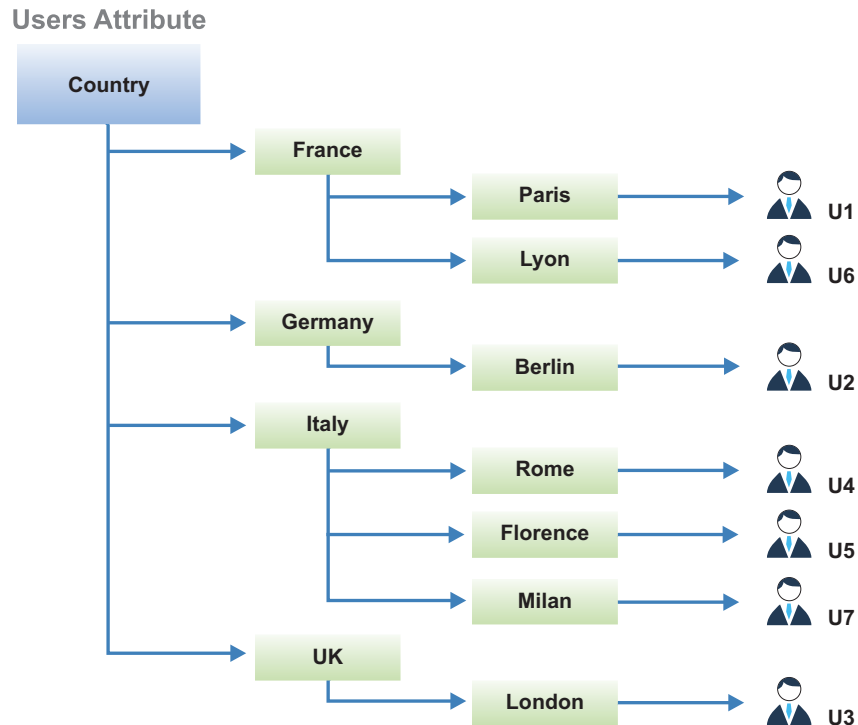 Users Attribute
Country
France
Paris
U1
Lyon
U6
Germany
Berlin
U2
Italy
Rome
U4
Florence
U5
Milan
U7
UK
London
U3